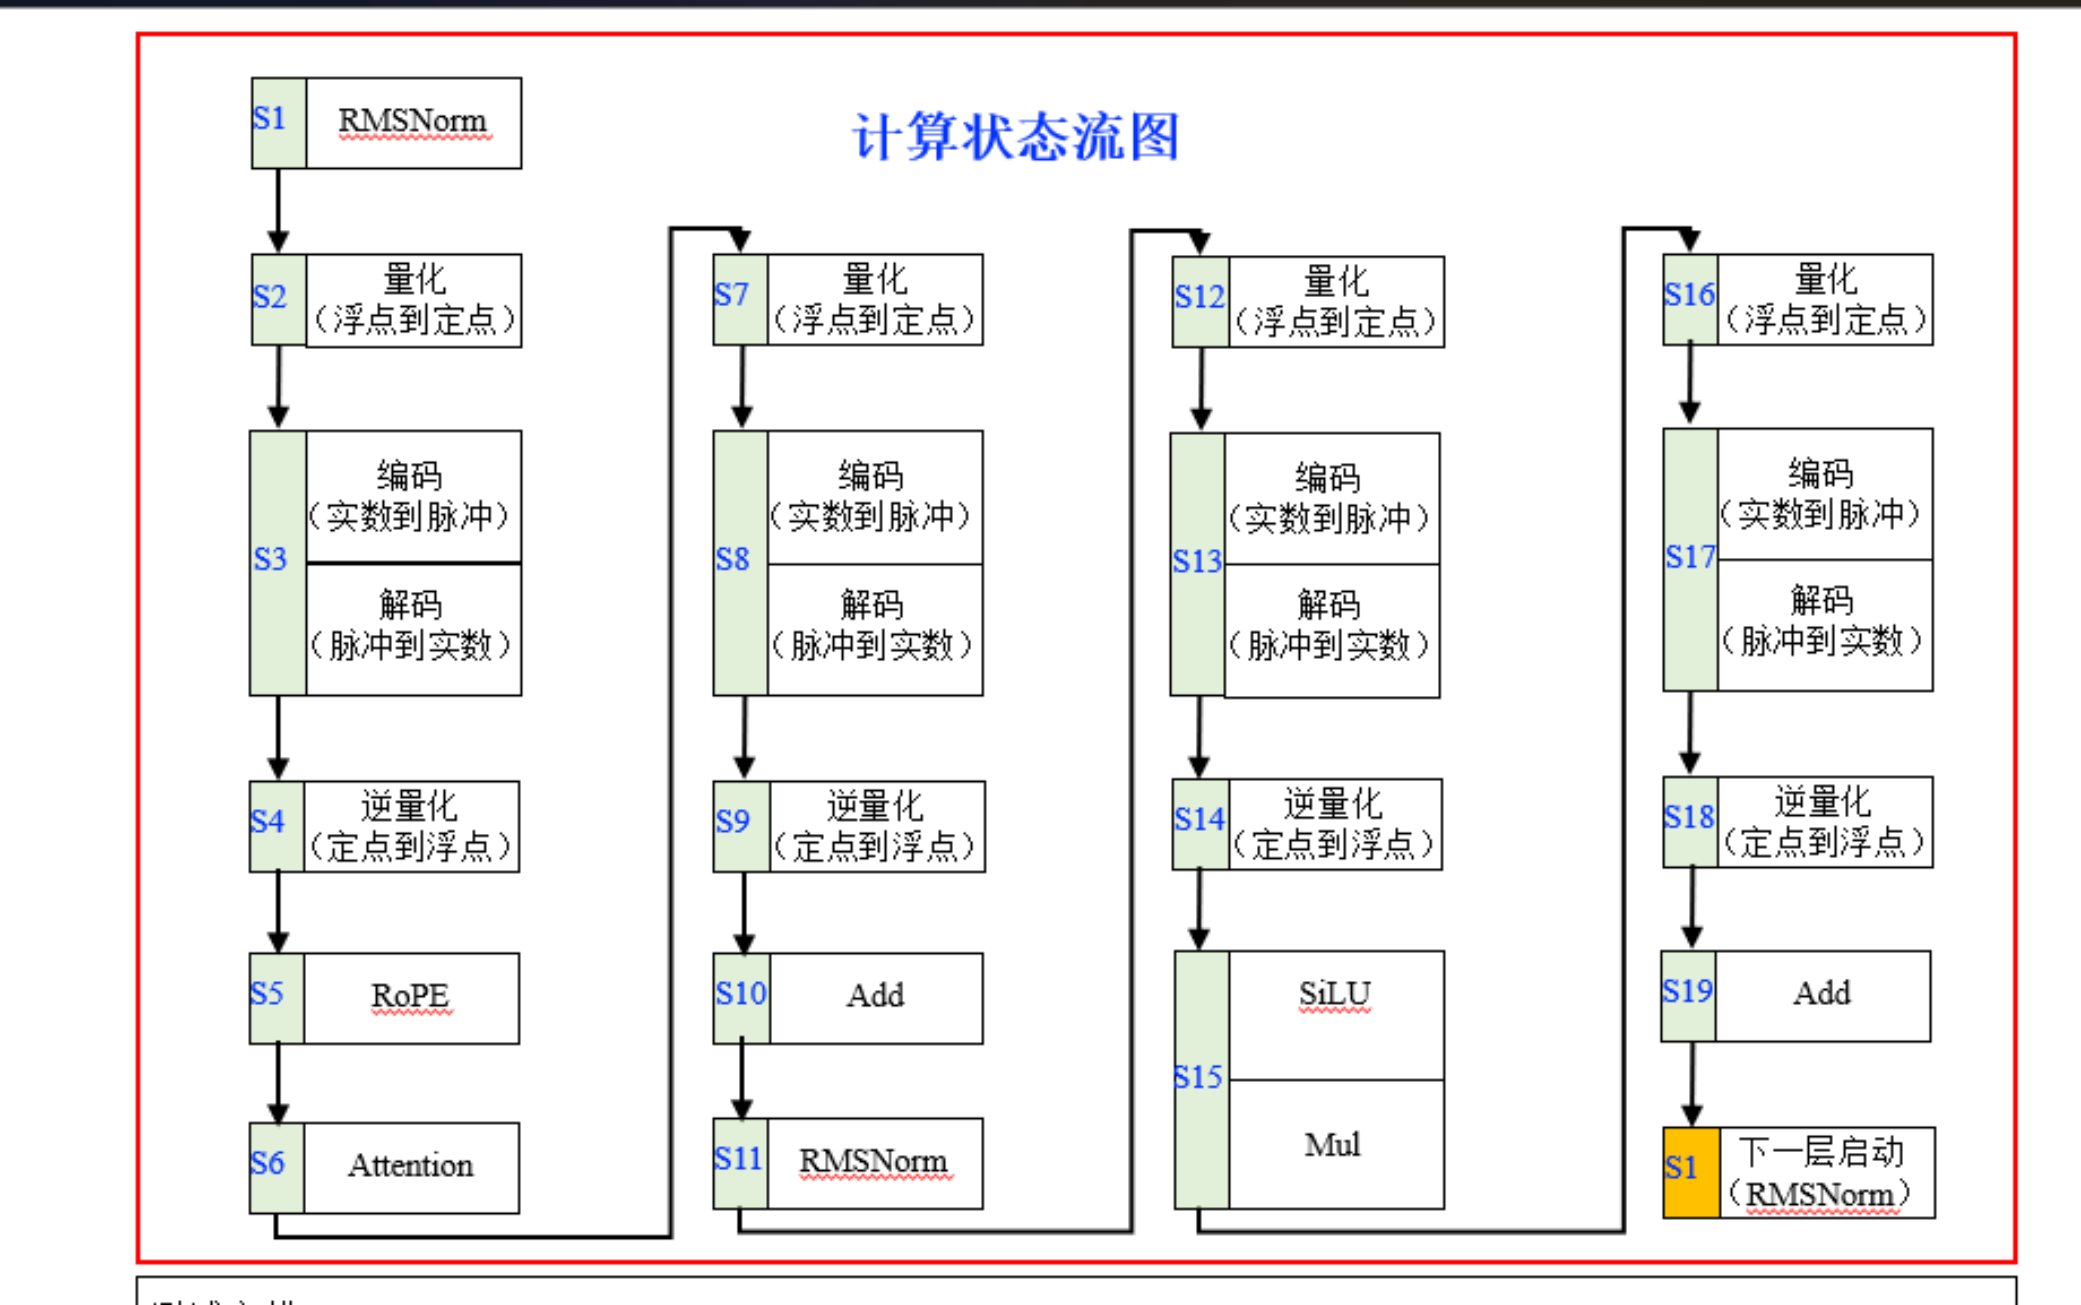 计算状态流图
S1
RMSNorm
S2
量化
（浮点到定点）
S3
编码
（实数到脉冲）
解码
（脉冲到实数）
S4
逆量化
（定点到浮点）
S5
RoPE
S6
Attention
S7
量化
（浮点到定点）
S8
编码
（实数到脉冲）
解码
（脉冲到实数）
S9
逆量化
（定点到浮点）
S10
Add
S11
RMSNorm
S12
量化
（浮点到定点）
S13
编码
（实数到脉冲）
解码
（脉冲到实数）
S14
逆量化
（定点到浮点）
S15
SiLU
Mul
S16
量化
（浮点到定点）
S17
编码
（实数到脉冲）
解码
（脉冲到实数）
S18
逆量化
（定点到浮点）
S19
Add
S1
下一层启动
（RMSNorm）